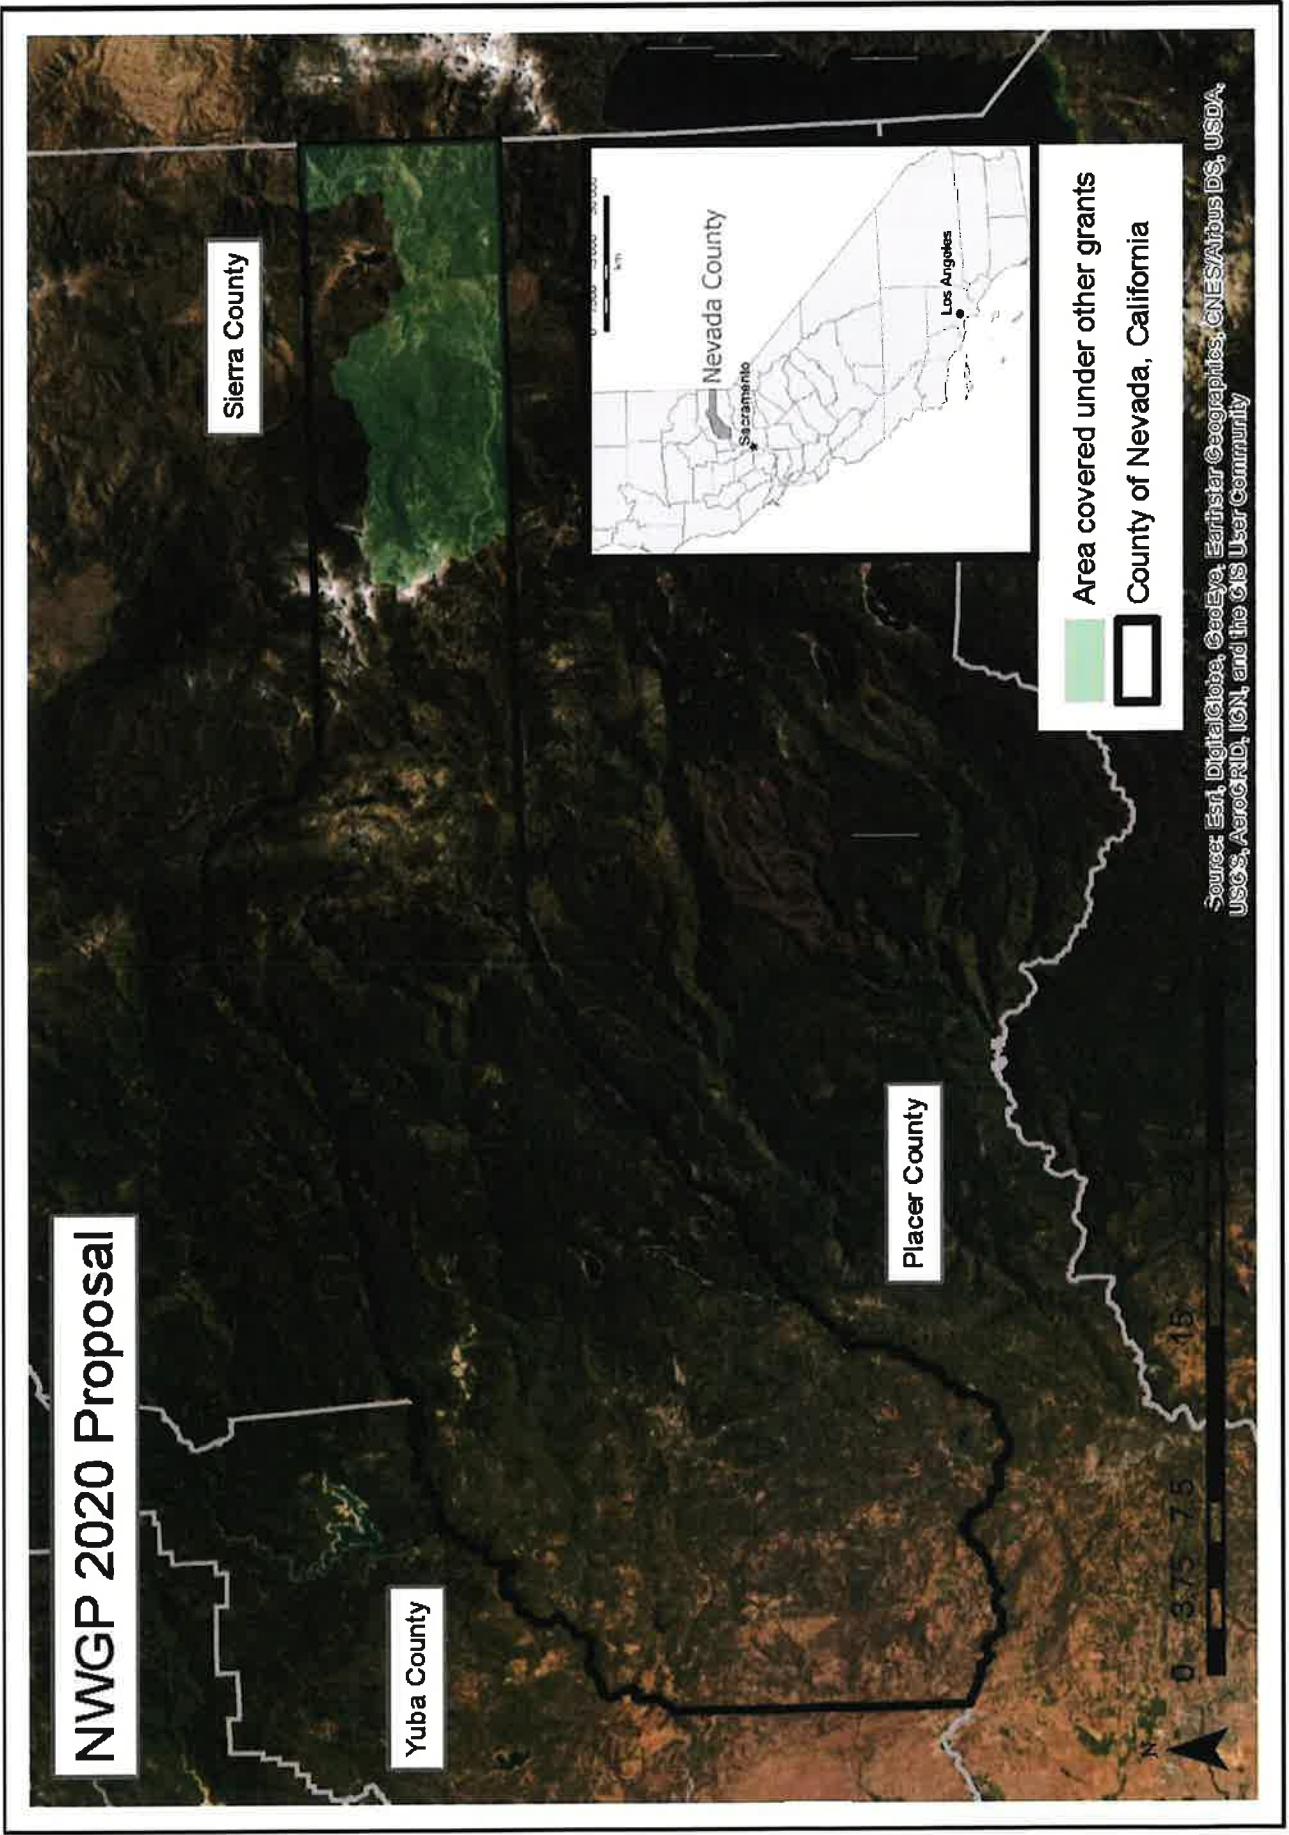 NWGP 2020 Proposal
Sierra County
Yuba County
Placer County
Nevada County
Sacramento
Los Angeles
km
Area covered under other grants
County of Nevada, California
N
0 3.75 7.5 15
Source: Esri, DigitalGlobe, GeoEye, Earthstar Geographics, CNES/Airbus DS, USDA,
USGS, AeroGRID, IGN, and the GIS User Community